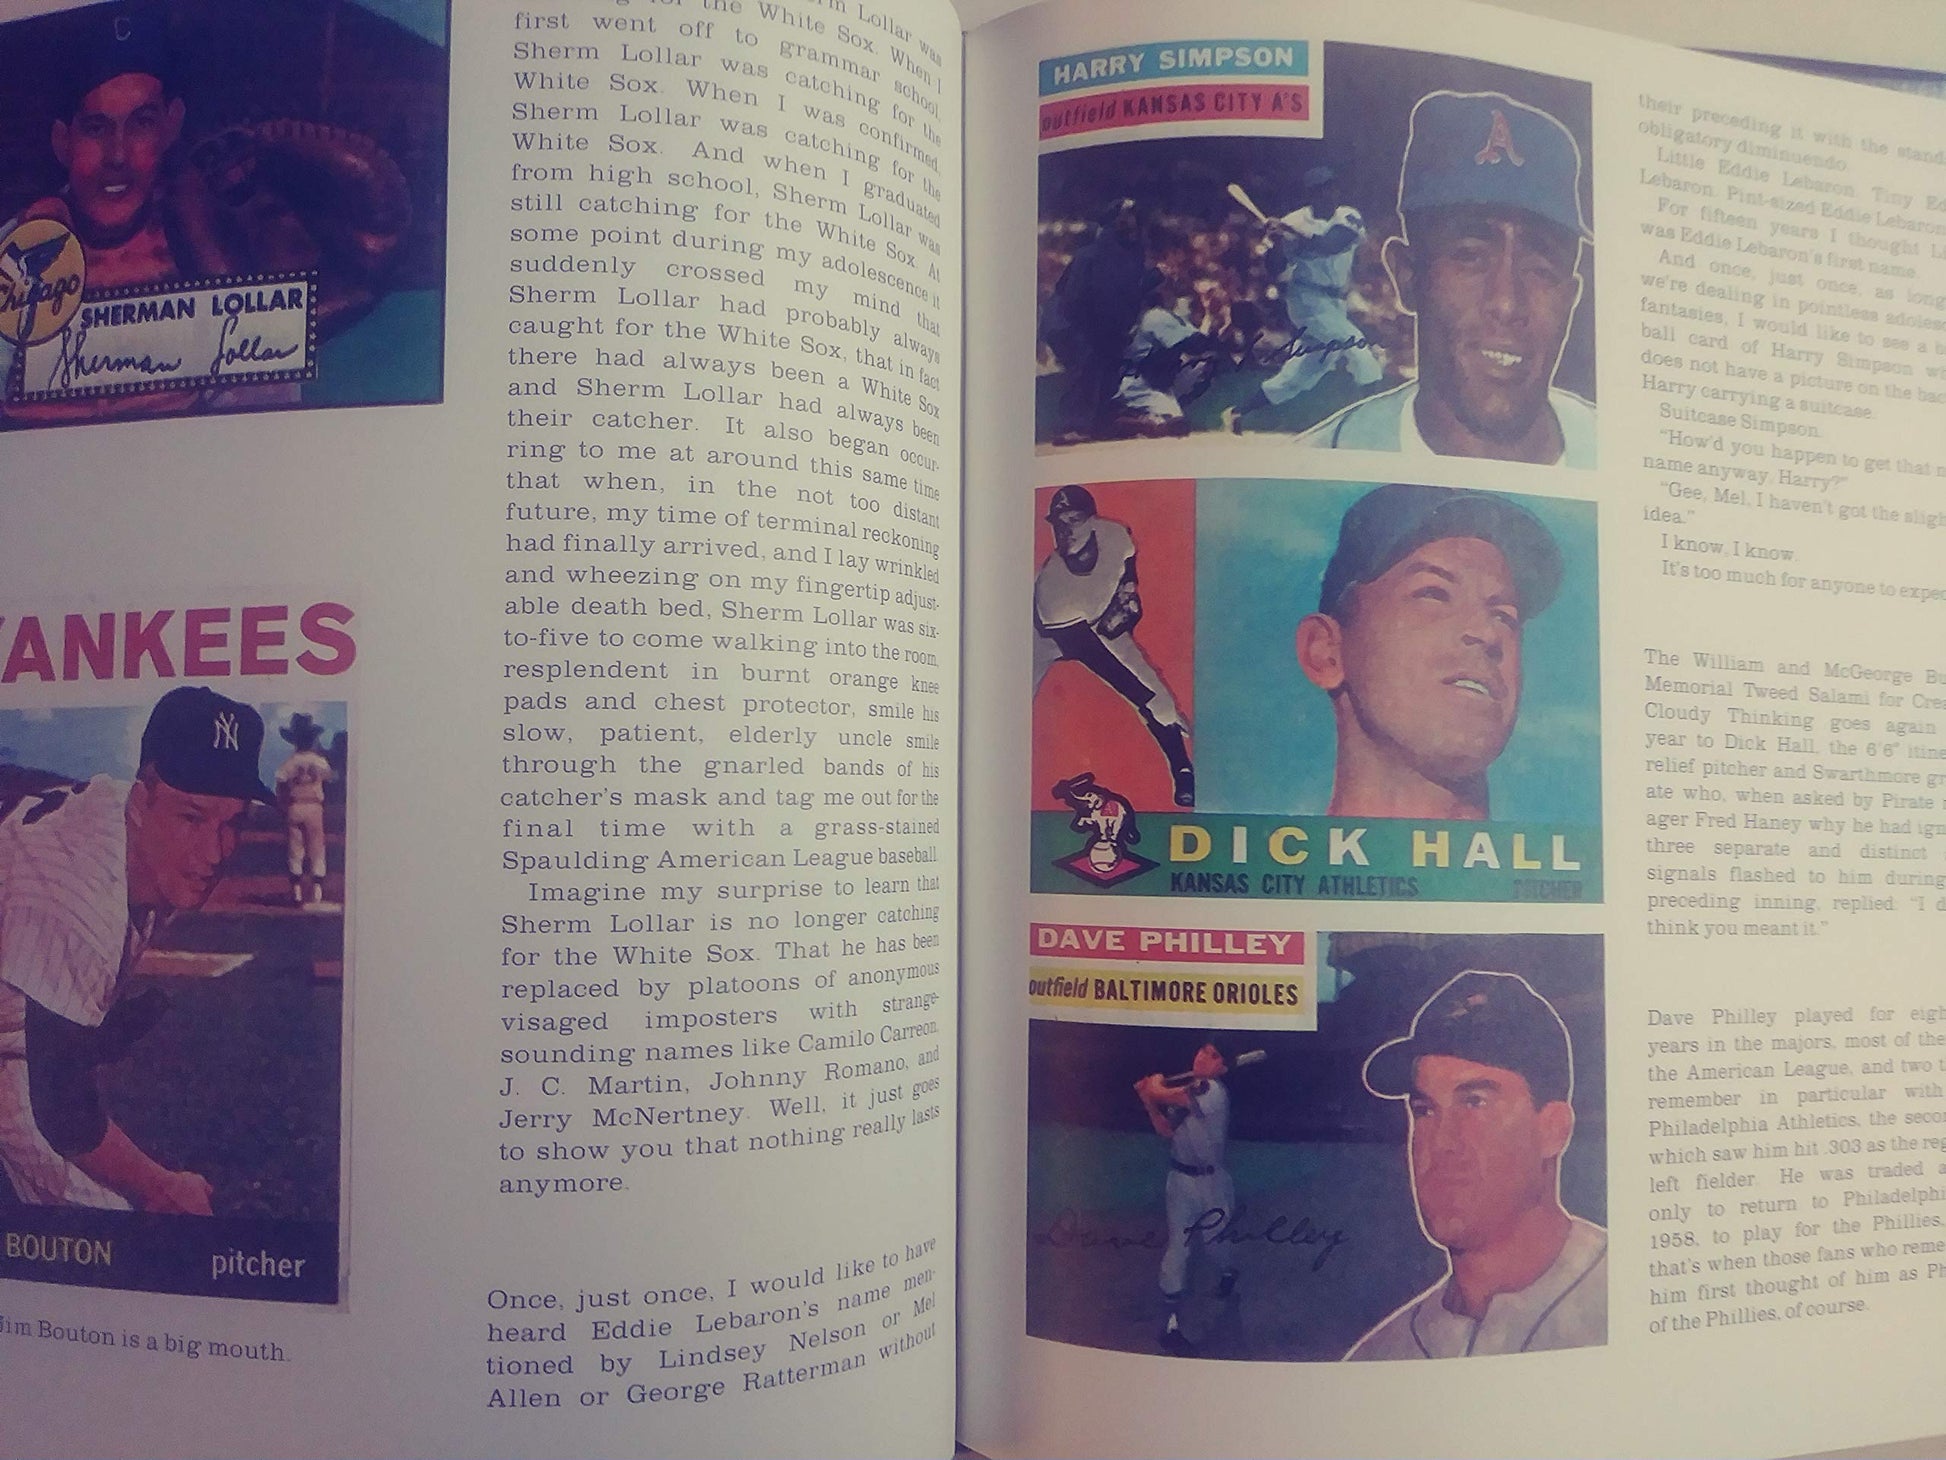 C
Chicago
SHERMAN LOLLAR
Sherman Lollar
YANKEES
NY
BOUTON pitcher
Jim Bouton is a big mouth.
for the White Sox. When I
first went off to grammar school,
Sherm Lollar was catching for the
White Sox. When I was confirmed,
Sherm Lollar was catching for the
White Sox. And when I graduated
from high school, Sherm Lollar was
still catching for the White Sox. At
some point during my adolescence it
suddenly crossed my mind that
Sherm Lollar had probably always
caught for the White Sox, that in fact
there had always been a White Sox
and Sherm Lollar had always been
their catcher. It also began occur-
ring to me at around this same time
that when, in the not too distant
future, my time of terminal reckoning
had finally arrived, and I lay wrinkled
and wheezing on my fingertip adjust-
able death bed, Sherm Lollar was six-
to-five to come walking into the room,
resplendent in burnt orange knee
pads and chest protector, smile his
slow, patient, elderly uncle smile
through the gnarled bands of his
catcher's mask and tag me out for the
final time with a grass-stained
Spaulding American League baseball.
Imagine my surprise to learn that
Sherm Lollar is no longer catching
for the White Sox. That he has been
replaced by platoons of anonymous
visaged imposters with strange-
sounding names like Camilo Carreon,
J. C. Martin, Johnny Romano, and
Jerry McNertney. Well, it just goes
to show you that nothing really lasts
anymore.
Once, just once, I would like to have
heard Eddie Lebaron's name men-
tioned by Lindsey Nelson or Mel
Allen or George Ratterman without
HARRY SIMPSON
outfield KANSAS CITY A'S
A
Simpson
A
DICK HALL
KANSAS CITY ATHLETICS PITCHER
DAVE PHILLEY
outfield BALTIMORE ORIOLES
Dave Philley
their preceding it with the
obligatory diminuendo.
Little Eddie Lebaron. Tiny
Lebaron. Pint-sized Eddie Lebaron
For fifteen years I thought
was Eddie Lebaron's first name.
And once, just once, as long
we're dealing in pointless
fantasies, I would like to see a
ball card of Harry Simpson
does not have a picture on the
Harry carrying a suitcase.
Suitcase Simpson.
"How'd you happen to get that
name anyway, Harry?"
"Gee, Mel, I haven't got the
idea."
I know, I know.
It's too much for anyone to
The William and McGeorge
Memorial Tweed Salami for
Cloudy Thinking goes again
year to Dick Hall, the 6'6"
relief pitcher and Swarthmore
ate who, when asked by Pirate
ager Fred Haney why he had
three separate and distinct
signals flashed to him during
preceding inning, replied: "I
think you meant it."
Dave Philley played for
years in the majors, most of
the American League, and two
remember in particular with
Philadelphia Athletics, the
which saw him hit .303 as the
left fielder. He was traded
only to return to
1958, to play for the Phillies,
that's when those fans who
him first thought of him as
of the Phillies, of course.